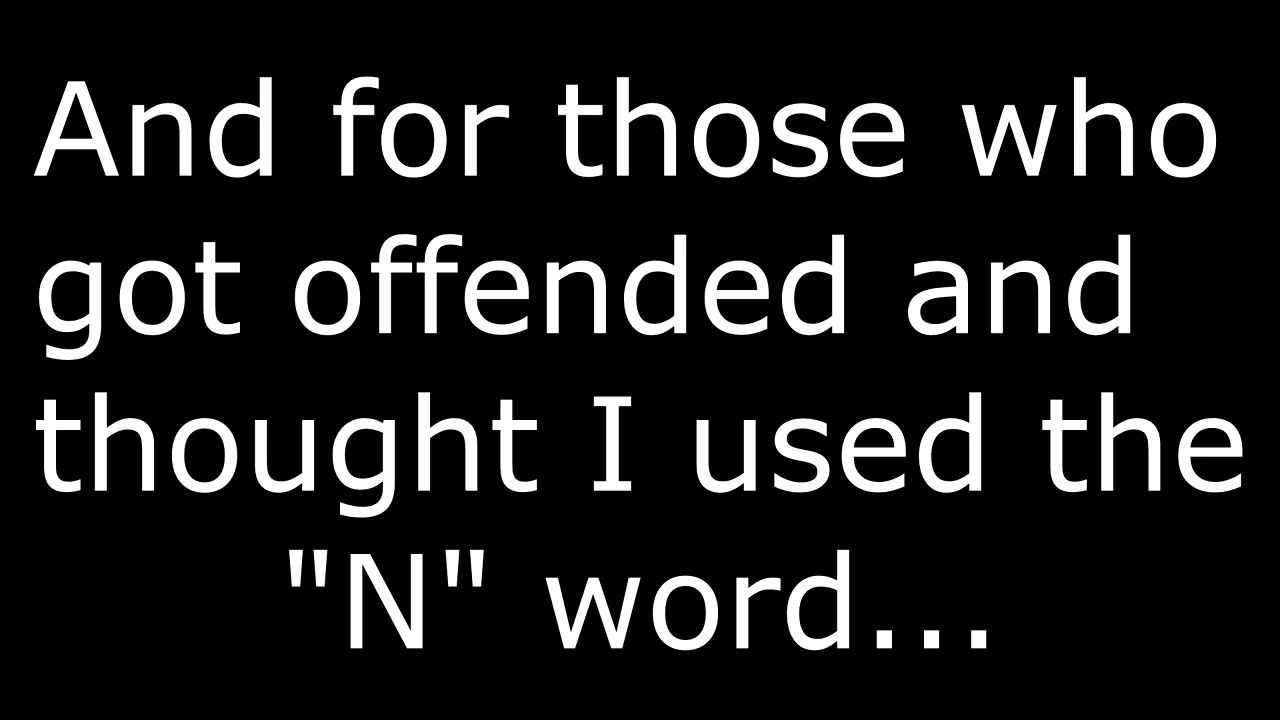 And for those who
got offended and
thought I used the
"N" word...